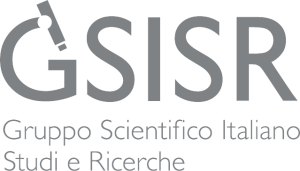 GSISR
Gruppo Scientifico Italiano
Studi e Ricerche